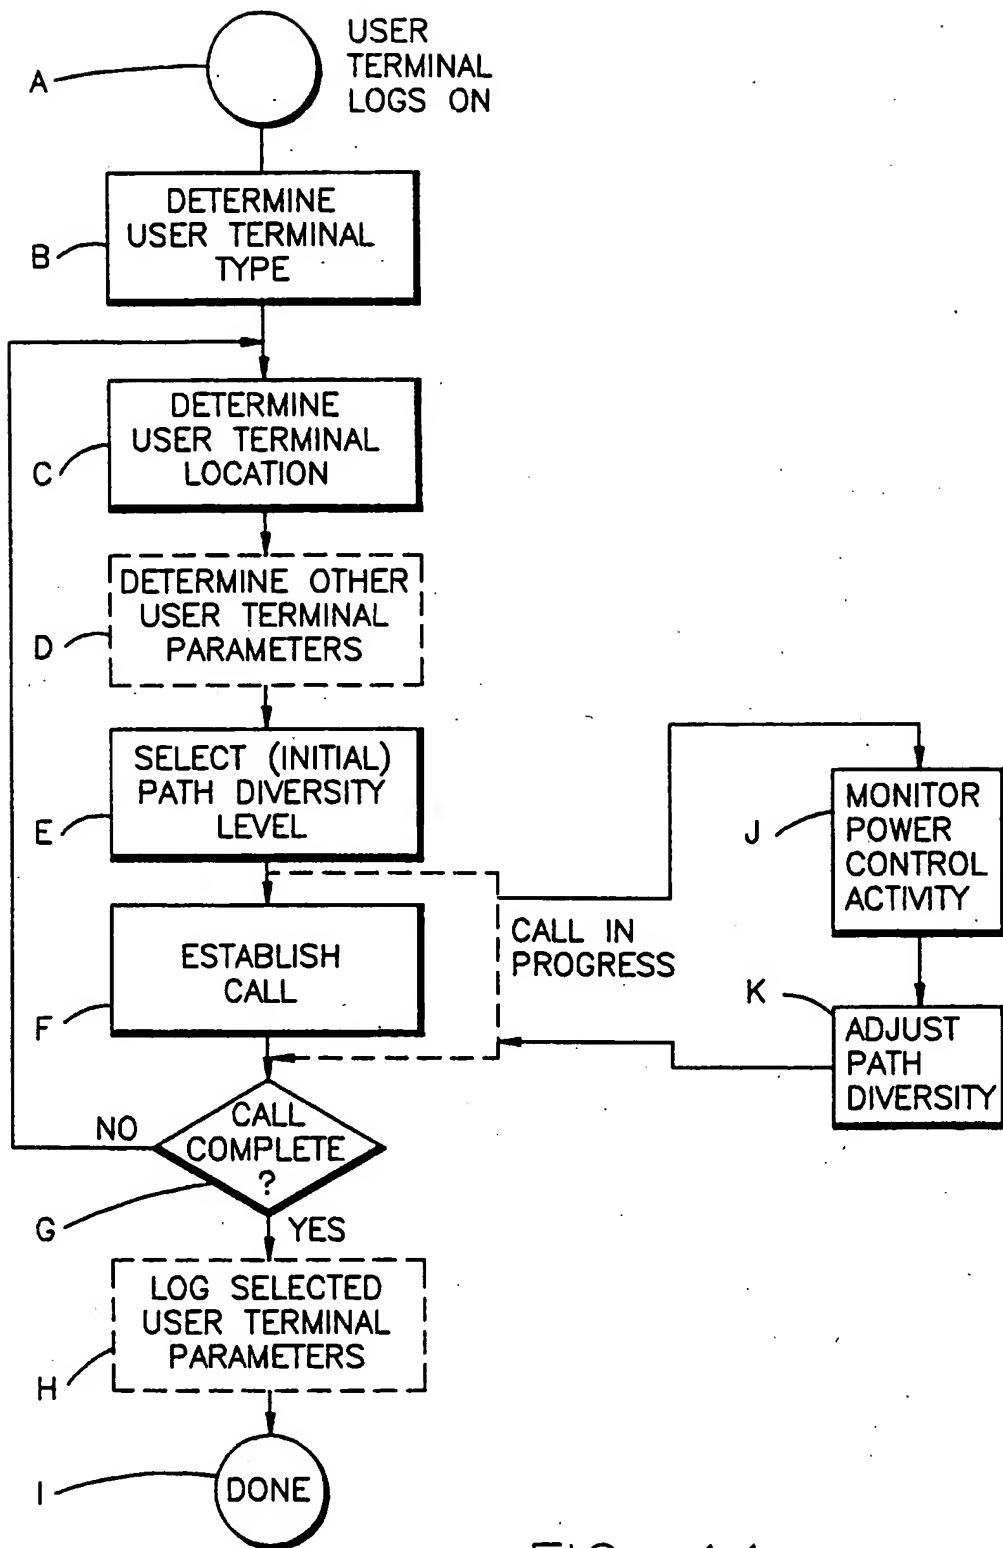 USER
TERMINAL
LOGS ON
A
DETERMINE
USER TERMINAL
TYPE
B
DETERMINE
USER TERMINAL
LOCATION
C
DETERMINE OTHER
USER TERMINAL
PARAMETERS
D
SELECT (INITIAL)
PATH DIVERSITY
LEVEL
E
ESTABLISH
CALL
F
CALL IN
PROGRESS
J
MONITOR
POWER
CONTROL
ACTIVITY
K
ADJUST
PATH
DIVERSITY
NO
CALL
COMPLETE
?
G
YES
LOG SELECTED
USER TERMINAL
PARAMETERS
H
DONE
I